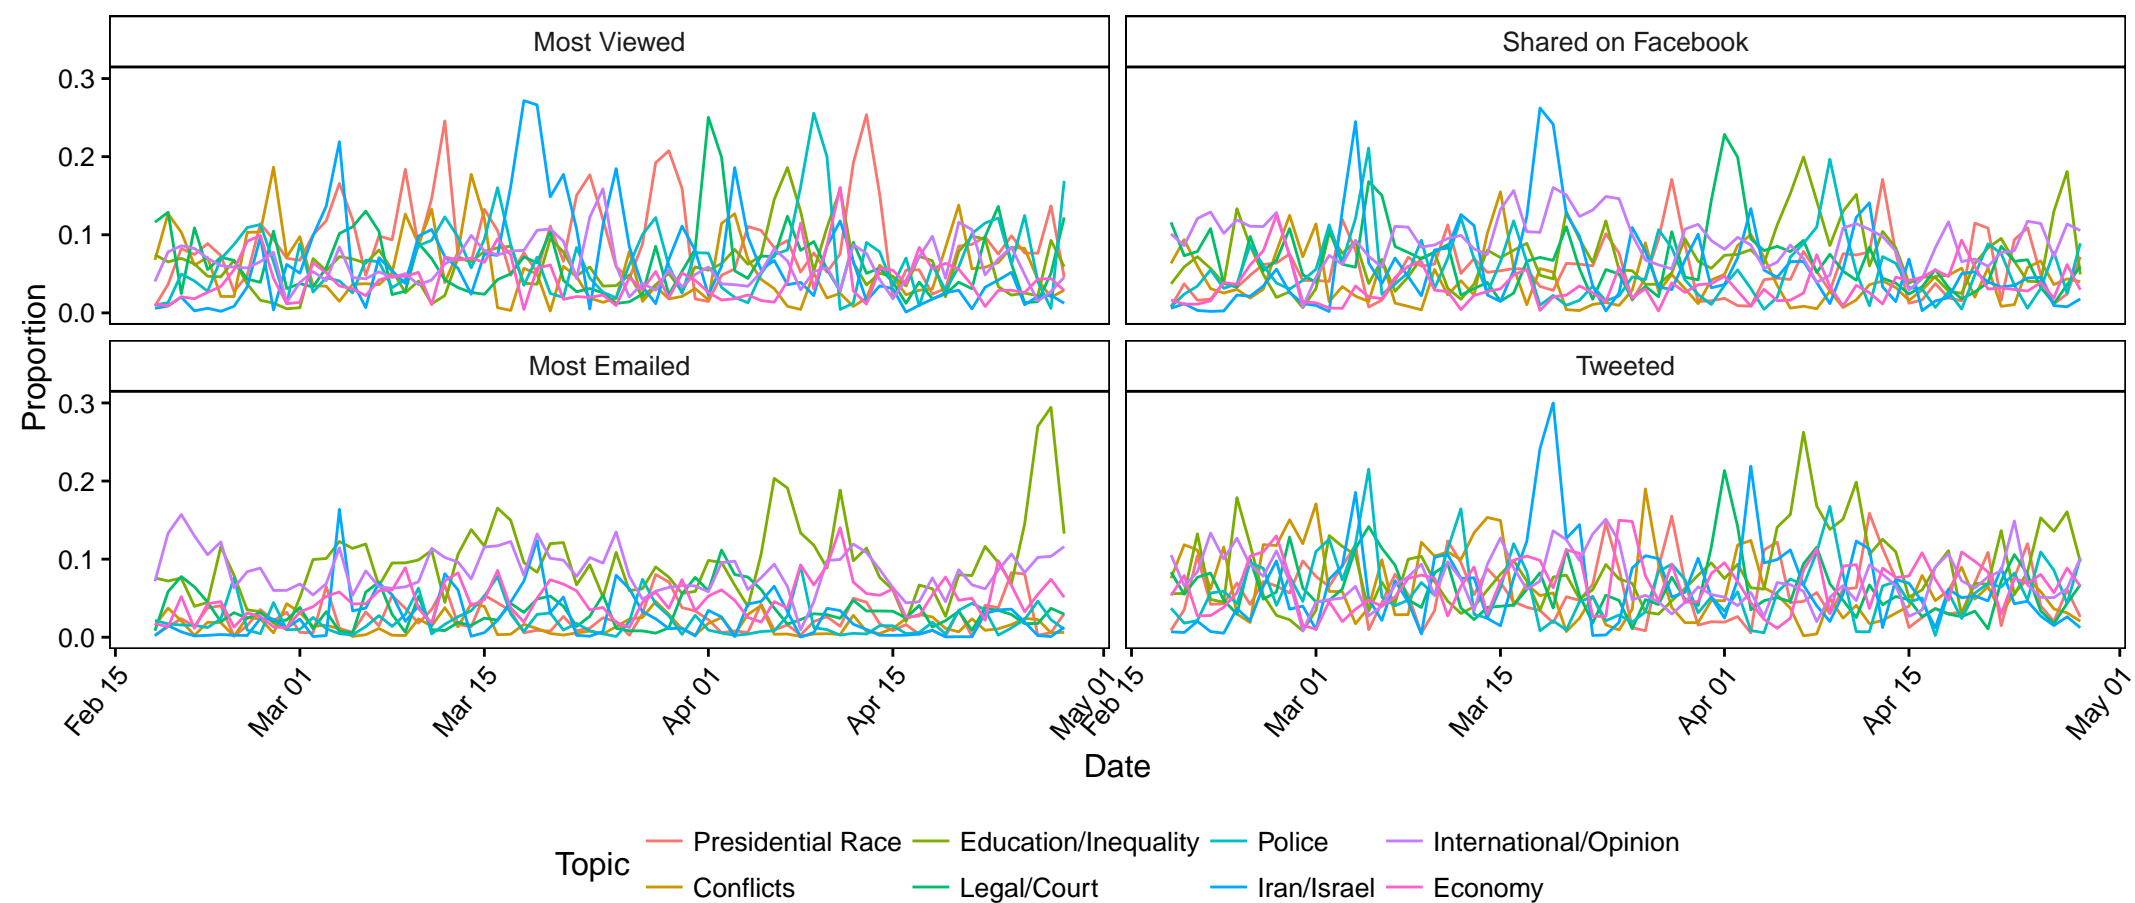 Most Viewed
Shared on Facebook
0.3
0.2
0.1
0.0
Most Emailed
Tweeted
0.3
0.2
0.1
0.0
Proportion
Feb 15
Mar 01
Mar 15
Apr 01
Apr 15
May 01
Feb 15
Mar 01
Mar 15
Apr 01
Apr 15
May 01
Date
Topic
Presidential Race
Education/Inequality
Police
International/Opinion
Conflicts
Legal/Court
Iran/Israel
Economy